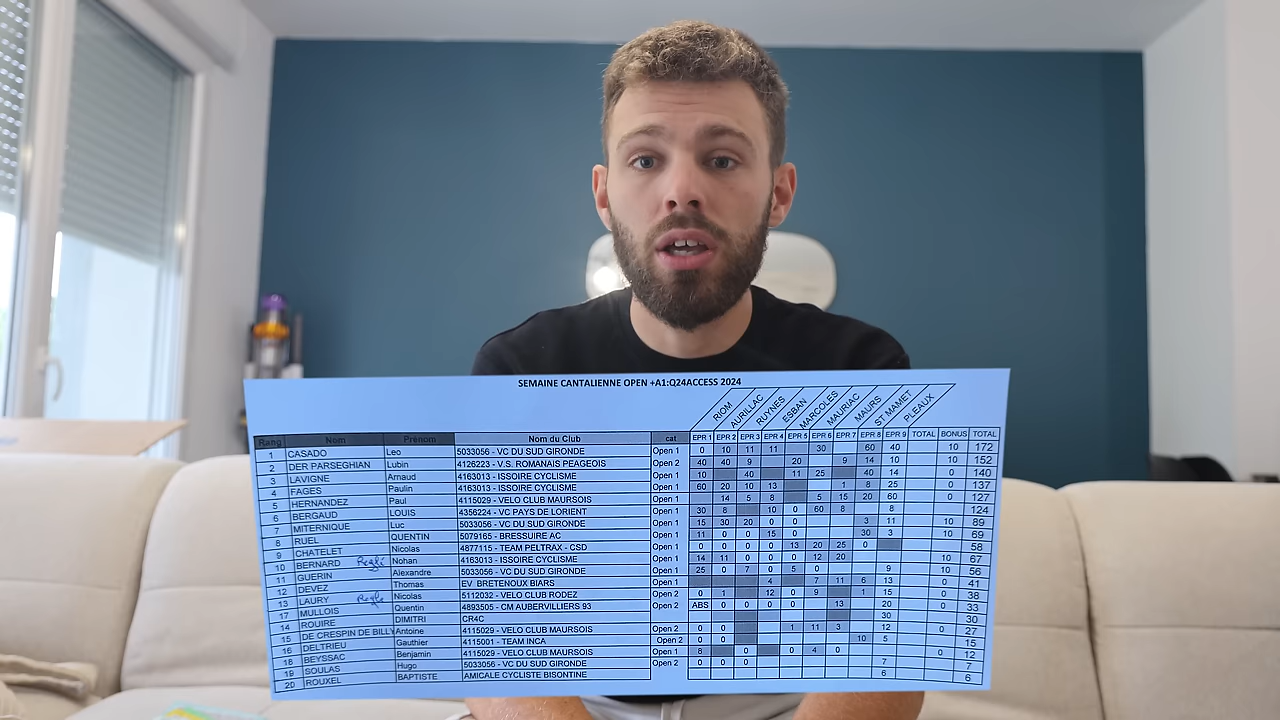 SEMAINE CANTALIENNE OPEN +A1:Q24ACCESS 2024
RIOM AURILLAC RUYNES ESBAN MARCOLES MAURIAC MAURS ST MAMET PLEAUX
Rang Nom Prénom Nom du Club cat EPR 1 EPR 2 EPR 3 EPR 4 EPR 5 EPR 6 EPR 7 EPR 8 EPR 9 TOTAL BONUS TOTAL
1 CASADO Leo 5033056 - VC DU SUD GIRONDE Open 1 0 10 11 11 30 60 40 10 172
2 DER PARSEGHIAN Lubin 4126223 - V.S. ROMANAIS PEAGEOIS Open 2 40 40 9 20 9 14 10 152
3 LAVIGNE Arnaud 4163013 - ISSOIRE CYCLISME Open 1 10 40 11 25 40 14 0 140
4 FAGES Paulin 4163013 - ISSOIRE CYCLISME Open 1 60 20 10 13 1 8 25 0 137
5 HERNANDEZ Paul 4115029 - VELO CLUB MAURSOIS Open 1 14 5 8 5 15 20 60 0 127
6 BERGAUD LOUIS 4356224 - VC PAYS DE LORIENT Open 1 30 8 10 0 60 8 8 124
7 MITERNIQUE Luc 5033056 - VC DU SUD GIRONDE Open 1 15 30 20 0 3 11 10 89
8 RUEL QUENTIN 5079165 - BRESSUIRE AC Open 1 11 0 15 0 30 3 10 69
9 CHATELET Nicolas 4877115 - TEAM PELTRAX - CSD Open 1 0 0 0 0 13 20 25 0 58
10 BERNARD Nohan 4163013 - ISSOIRE CYCLISME Open 1 14 11 0 0 12 20 10 67
11 GUERIN Alexandre 5033056 - VC DU SUD GIRONDE Open 1 25 0 7 0 5 0 9 10 56
12 DEVEZ Thomas EV BRETENOUX BIARS Open 1 4 7 11 6 13 0 41
13 LAURY Nicolas 5112032 - VELO CLUB RODEZ Open 2 0 1 12 0 9 1 15 0 38
17 MULLOIS Quentin 4893505 - CM AUBERVILLIERS 93 Open 2 ABS 0 0 0 0 13 20 0 33
14 ROUIRE DIMITRI CR4C 30 30
15 DE CRESPIN DE BILLY Antoine 4115029 - VELO CLUB MAURSOIS Open 2 0 0 1 11 3 12 0 27
16 DELTRIEU Gauthier 4115001 - TEAM INCA Open 2 0 0 10 5 15
18 BEYSSAC Benjamin 4115029 - VELO CLUB MAURSOIS Open 1 8 0 0 4 0 0 12
19 SOULAS Hugo 5033056 - VC DU SUD GIRONDE Open 2 0 0 0 0 7 0 7
20 ROUXEL BAPTISTE AMICALE CYCLISTE BISONTINE 6 6